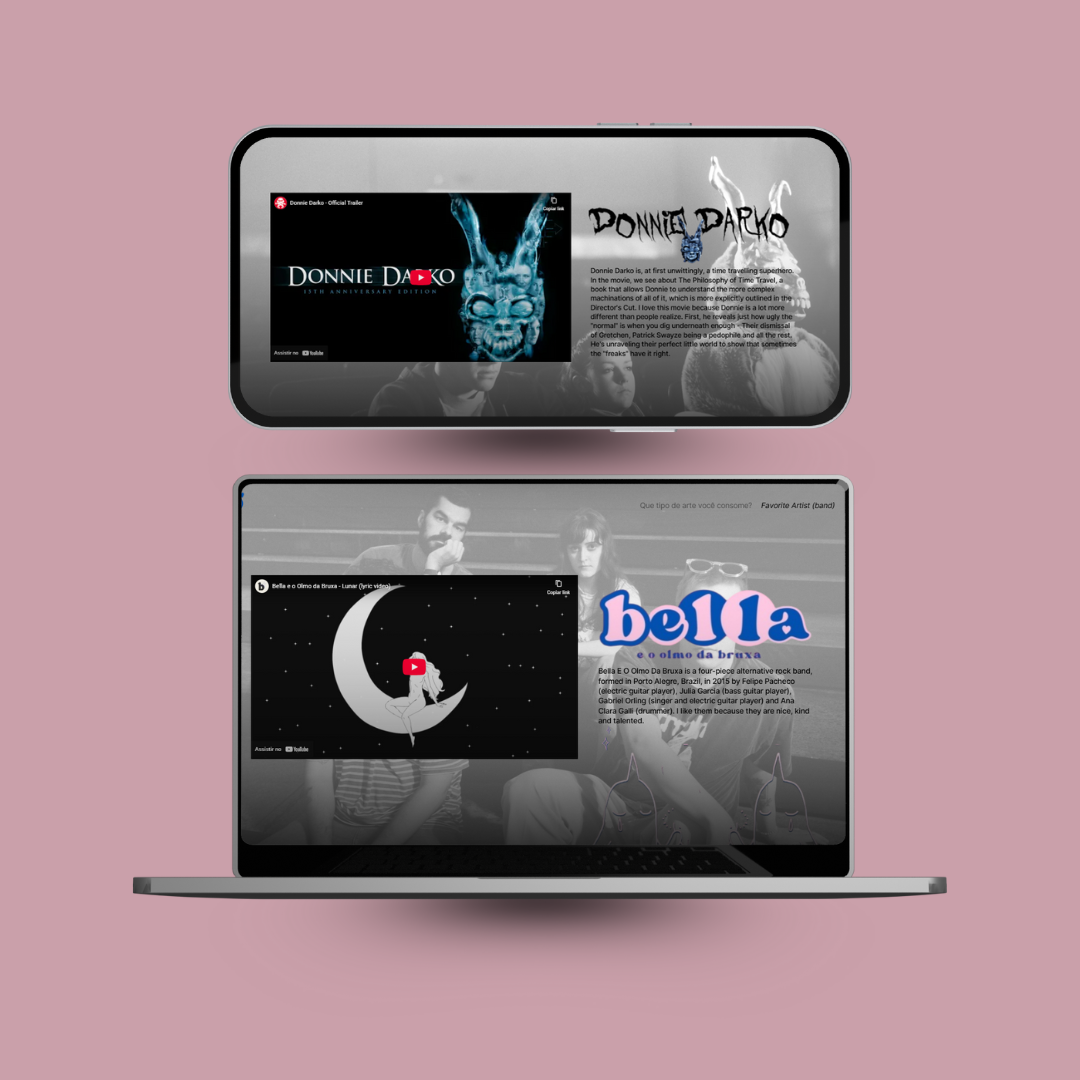 Donnie Darko - Official Trailer
Copiar link
DONNIE DARKO
15TH ANNIVERSARY EDITION
Assistir no YouTube
DONNIE DARKO
Donnie Darko is, at first unwittingly, a time travelling superhero.
In the movie, we see about The Philosophy of Time Travel, a
book that allows Donnie to understand the more complex
machinations of all of it, which is more explicitly outlined in the
Director's Cut. I love this movie because Donnie is a lot more
different than people realize. First, he reveals just how ugly the
"normal" is when you dig underneath enough - Their dismissal
of Gretchen, Patrick Swayze being a pedophile and all the rest.
He's unraveling their perfect little world to show that sometimes
the "freaks" have it right.
Que tipo de arte você consome? Favorite Artist (band)
b Bella e o Olmo da Bruxa - Lunar (lyric video)
Copiar link
Assistir no YouTube
bella
e o olmo da bruxa
Bella E O Olmo Da Bruxa is a four-piece alternative rock band,
formed in Porto Alegre, Brazil, in 2015 by Felipe Pacheco
(electric guitar player), Julia Garcia (bass guitar player),
Gabriel Orling (singer and electric guitar player) and Ana
Clara Galli (drummer). I like them because they are nice, kind
and talented.